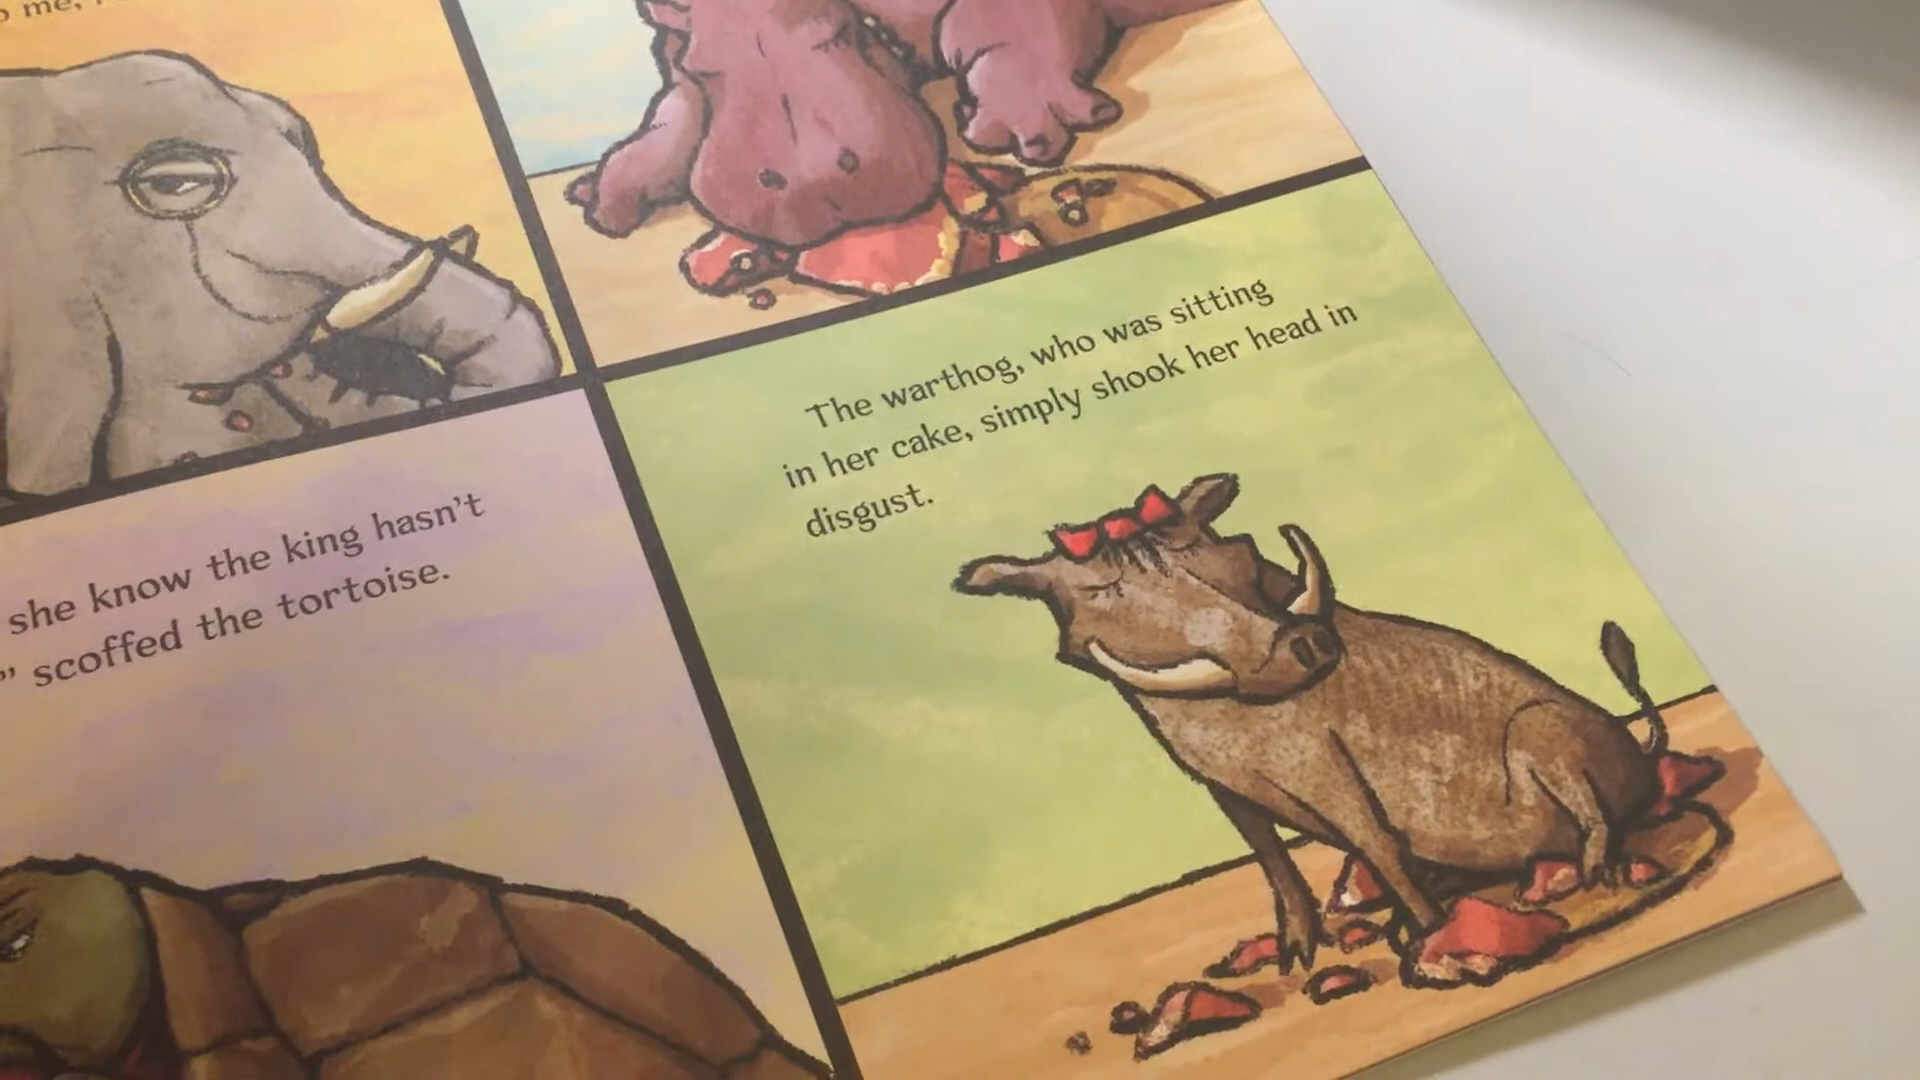 me,
she know the king hasn't
" scoffed the tortoise.
The warthog, who was sitting
in her cake, simply shook her head in
disgust.